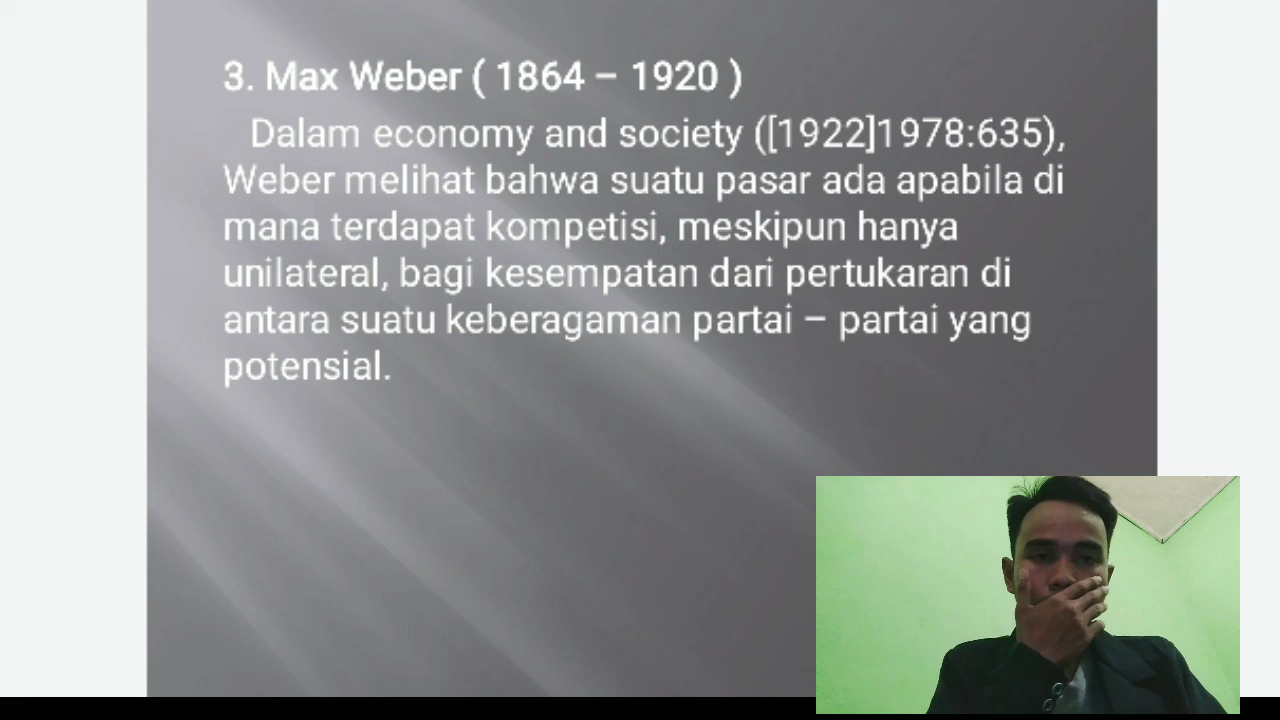 3. Max Weber ( 1864 – 1920 )
Dalam economy and society ([1922]1978:635),
Weber melihat bahwa suatu pasar ada apabila di
mana terdapat kompetisi, meskipun hanya
unilateral, bagi kesempatan dari pertukaran di
antara suatu keberagaman partai – partai yang
potensial.